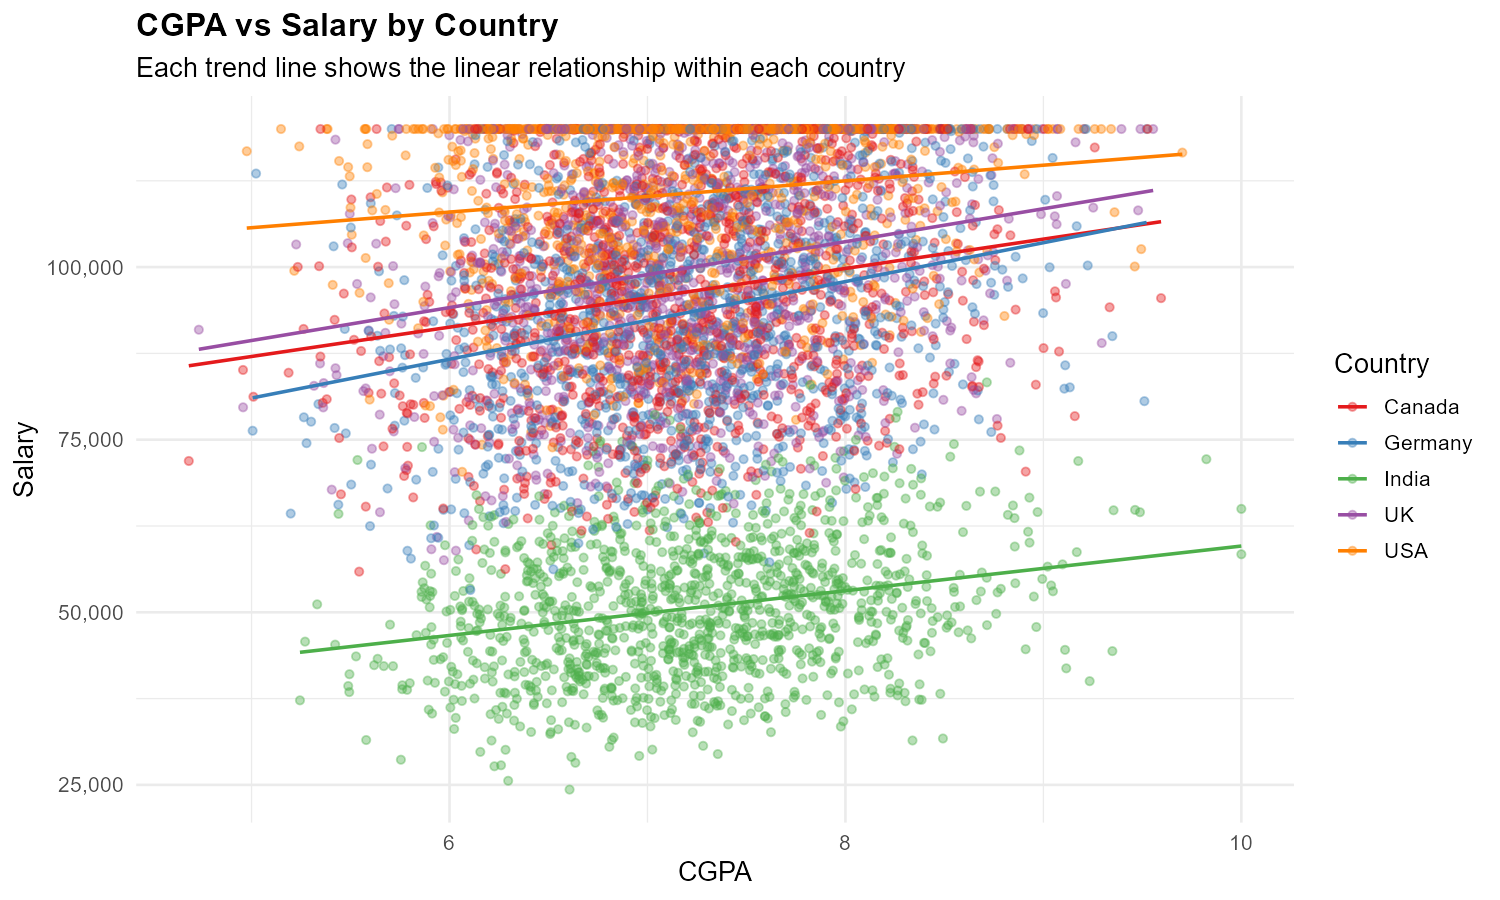 CGPA vs Salary by Country
Each trend line shows the linear relationship within each country
Salary
100,000
75,000
50,000
25,000
6
8
10
CGPA
Country
Canada
Germany
India
UK
USA